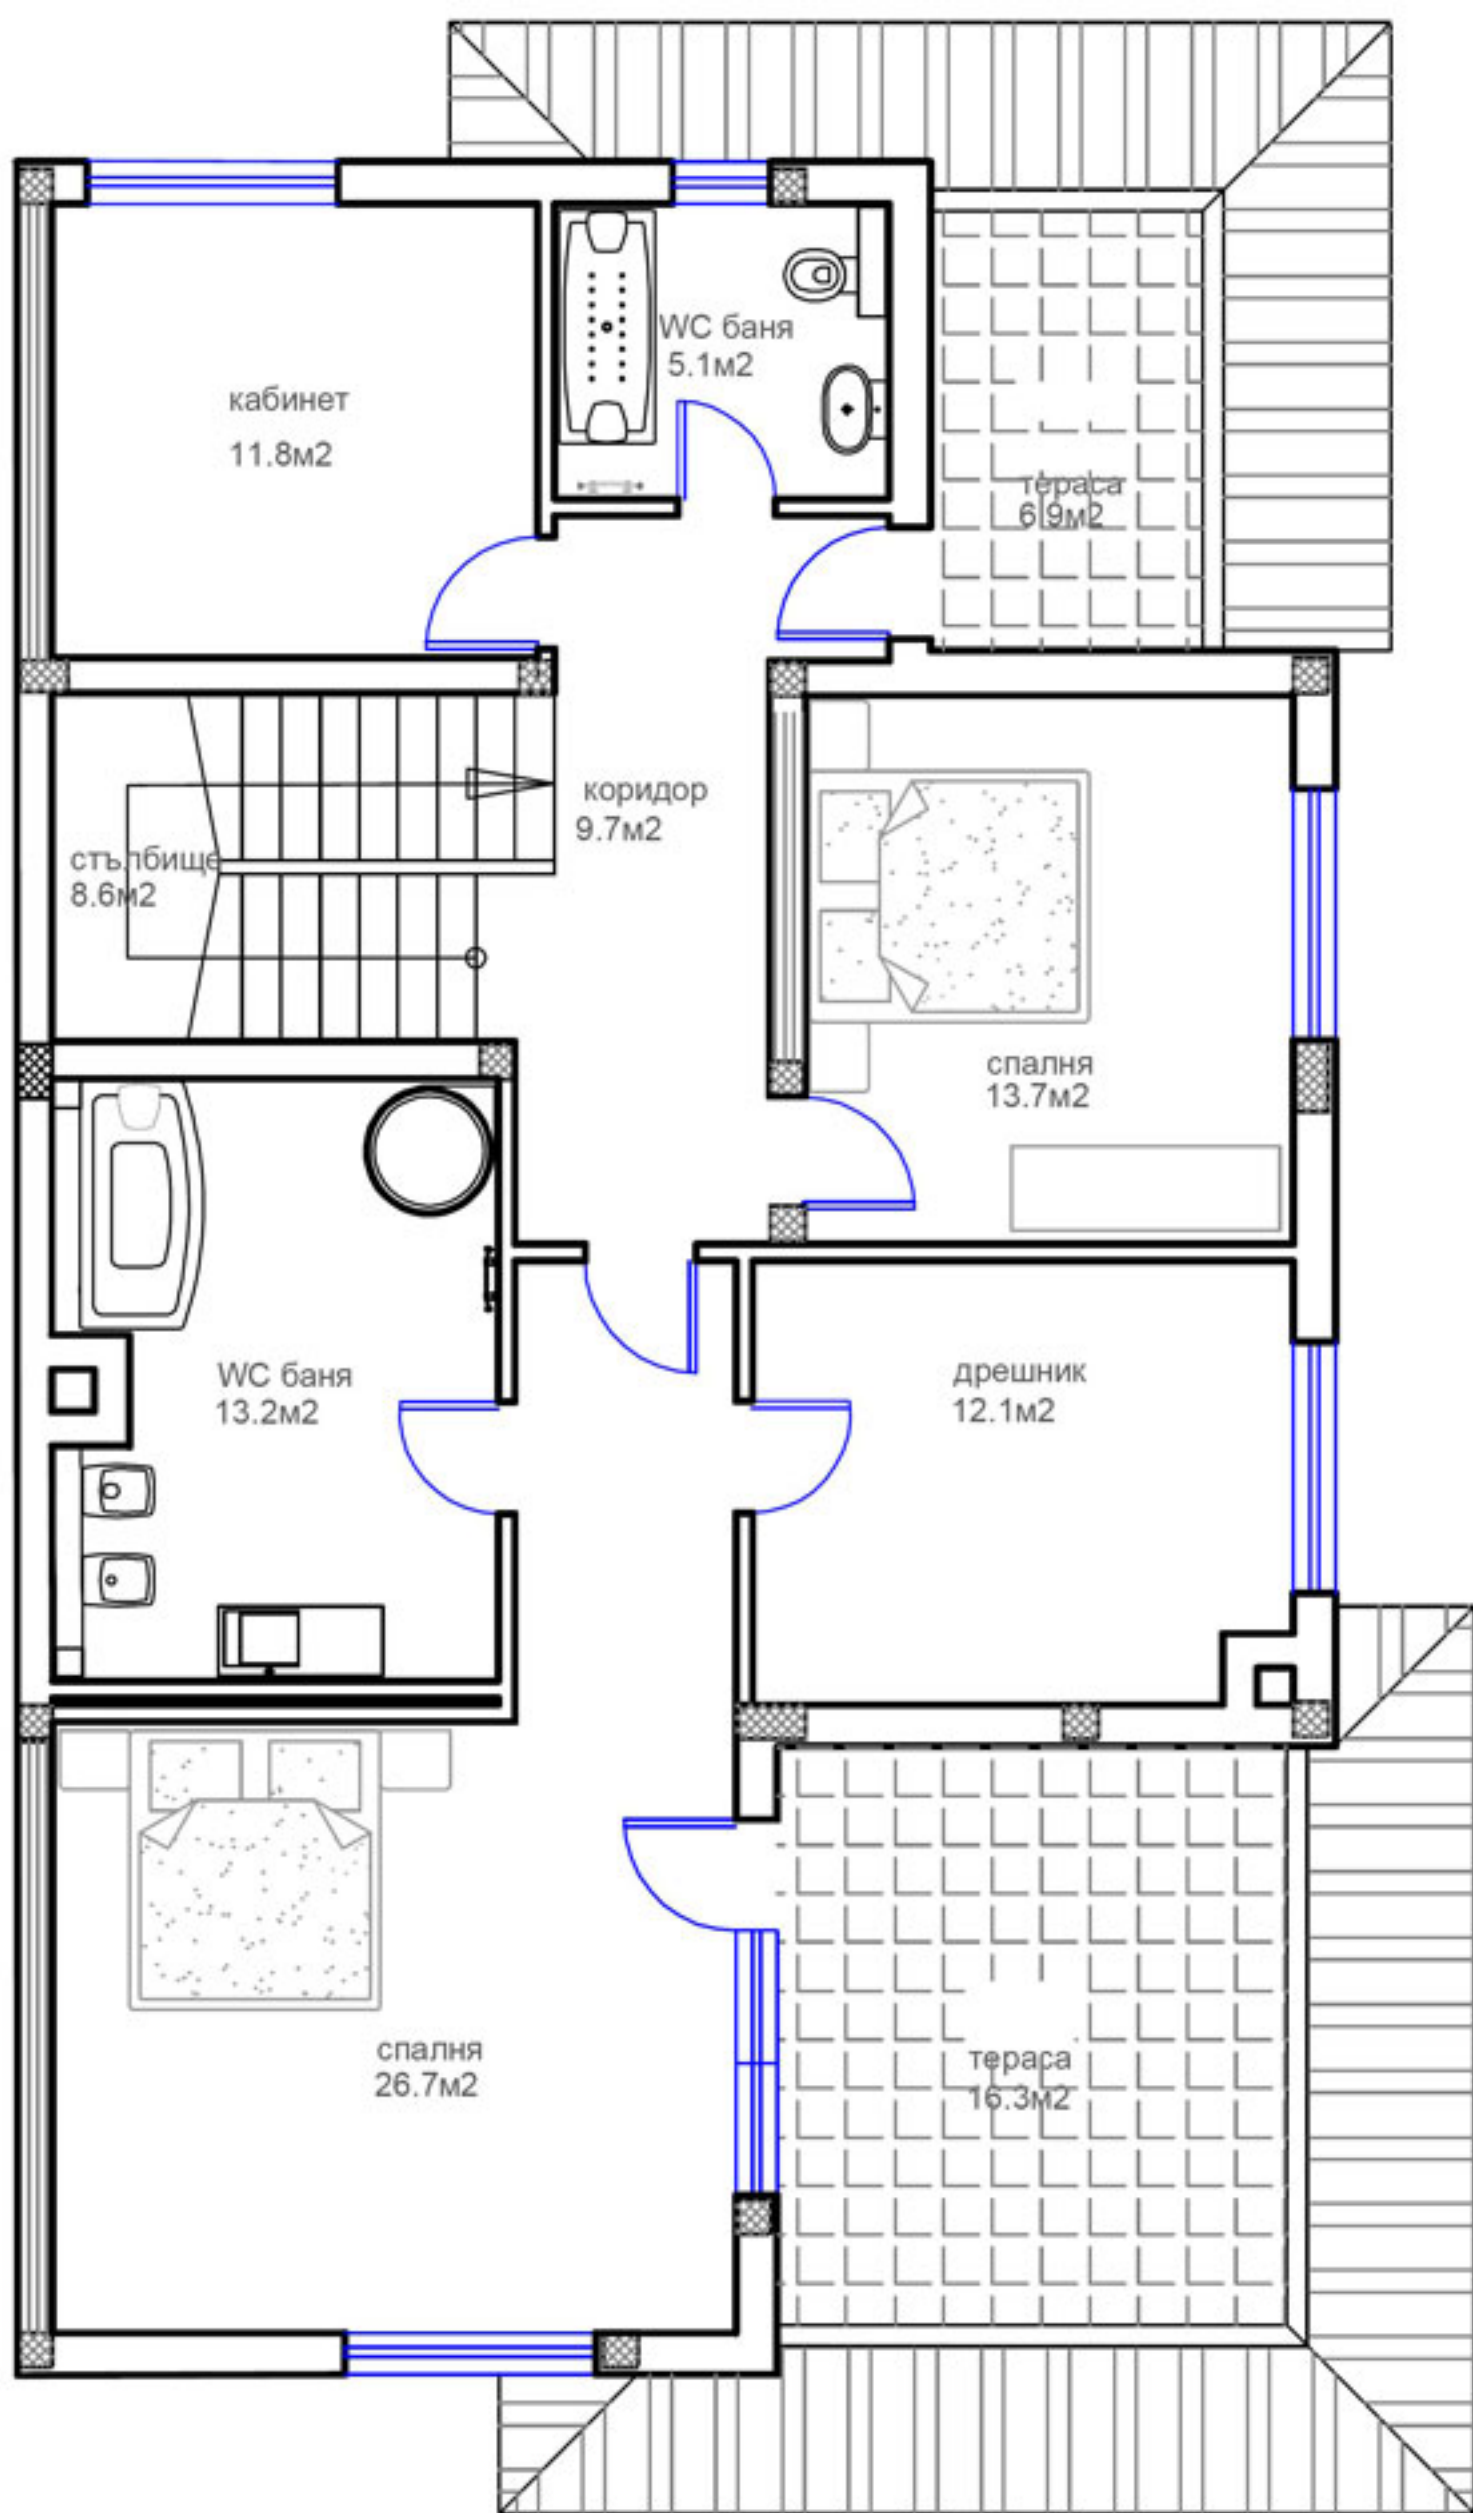 WC баня
5.1м2
кабинет
11.8м2
тераса
6.9м2
коридор
9.7м2
стълбище
8.6м2
спалня
13.7м2
WC баня
13.2м2
дрешник
12.1м2
спалня
26.7м2
тераса
16.3м2